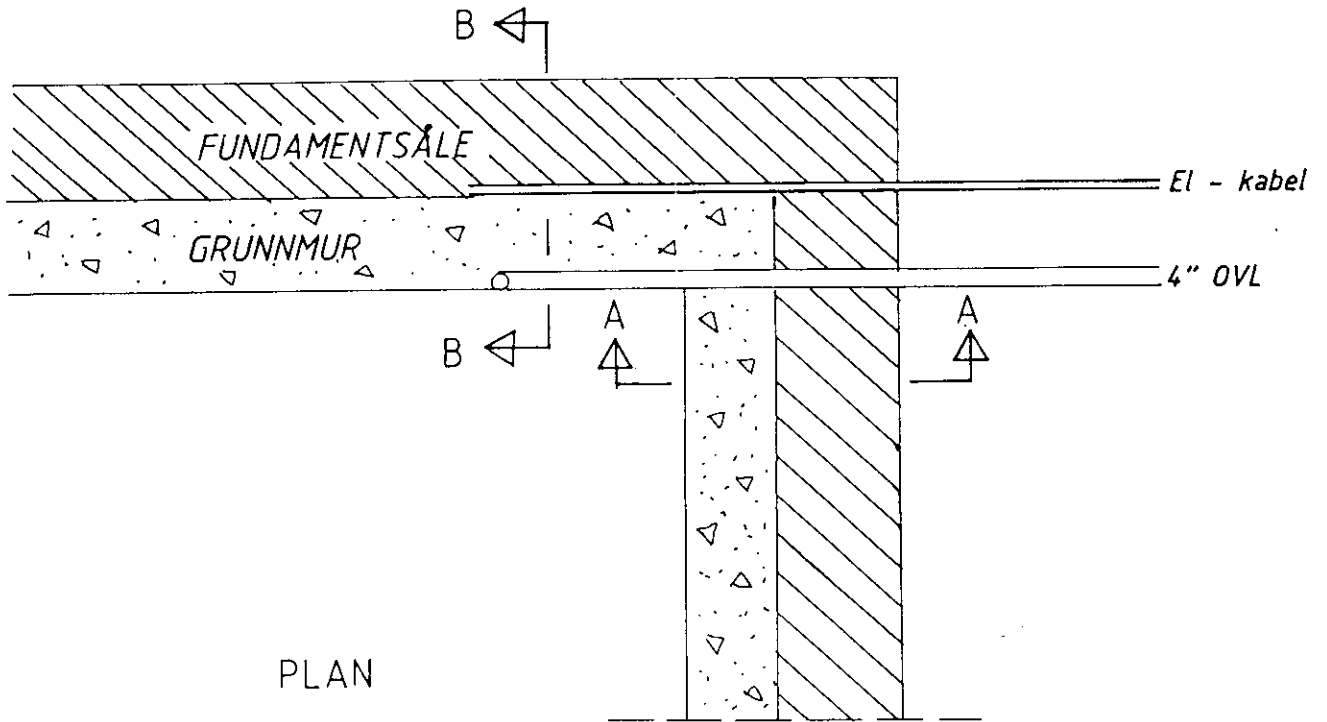 B
FUNDAMENTSÅLE
El - kabel
GRUNNMUR
4" OVL
A
A
B
PLAN